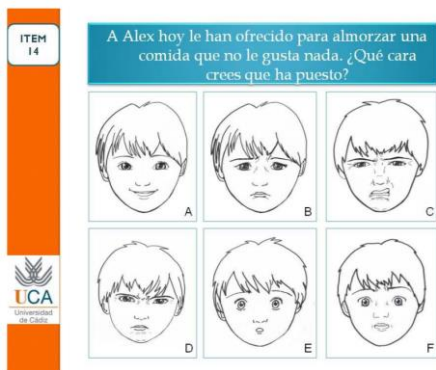 ITEM
14
A Alex hoy le han ofrecido para almorzar una
comida que no le gusta nada. ¿Qué cara
crees que ha puesto?
A
B
C
D
E
F
UCA
Universidad
de Cádiz